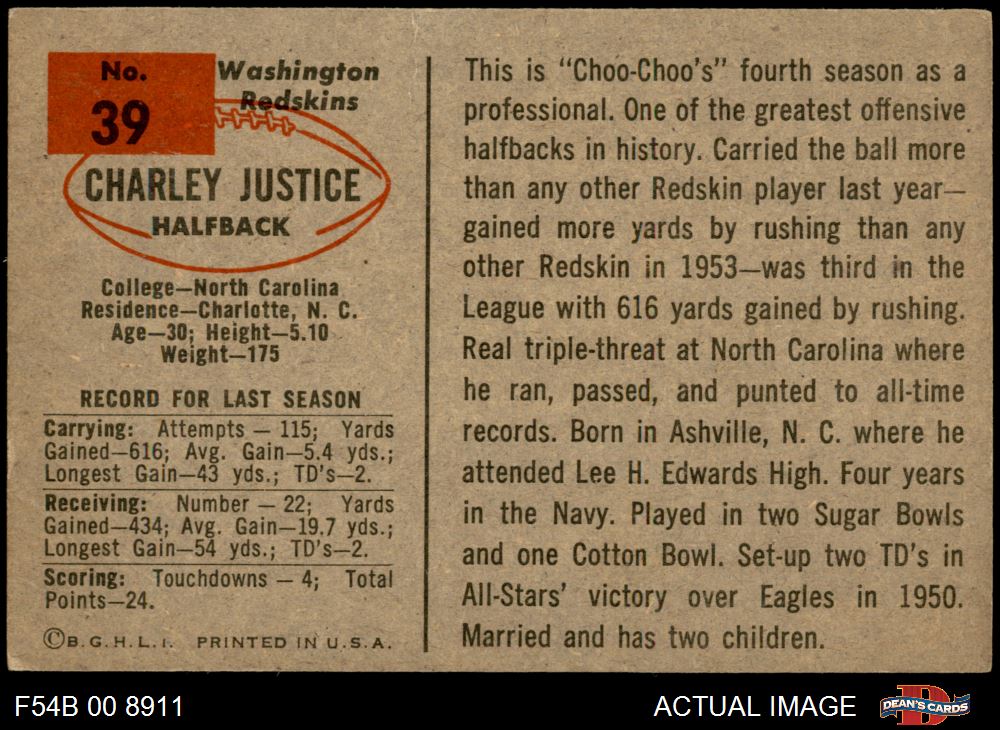 No.
39
Washington
Redskins
CHARLEY JUSTICE
HALFBACK
College—North Carolina
Residence—Charlotte, N. C.
Age—30; Height—5.10
Weight—175
RECORD FOR LAST SEASON
Carrying: Attempts — 115; Yards
Gained—616; Avg. Gain—5.4 yds.;
Longest Gain—43 yds.; TD's—2.
Receiving: Number — 22; Yards
Gained—434; Avg. Gain—19.7 yds.;
Longest Gain—54 yds.; TD's—2.
Scoring: Touchdowns — 4; Total
Points—24.
©B.G.H.L.I. PRINTED IN U.S.A.
This is "Choo-Choo's" fourth season as a
professional. One of the greatest offensive
halfbacks in history. Carried the ball more
than any other Redskin player last year—
gained more yards by rushing than any
other Redskin in 1953—was third in the
League with 616 yards gained by rushing.
Real triple-threat at North Carolina where
he ran, passed, and punted to all-time
records. Born in Ashville, N. C. where he
attended Lee H. Edwards High. Four years
in the Navy. Played in two Sugar Bowls
and one Cotton Bowl. Set-up two TD's in
All-Stars' victory over Eagles in 1950.
Married and has two children.
F54B 00 8911
ACTUAL IMAGE
D
DEAN'S CARDS